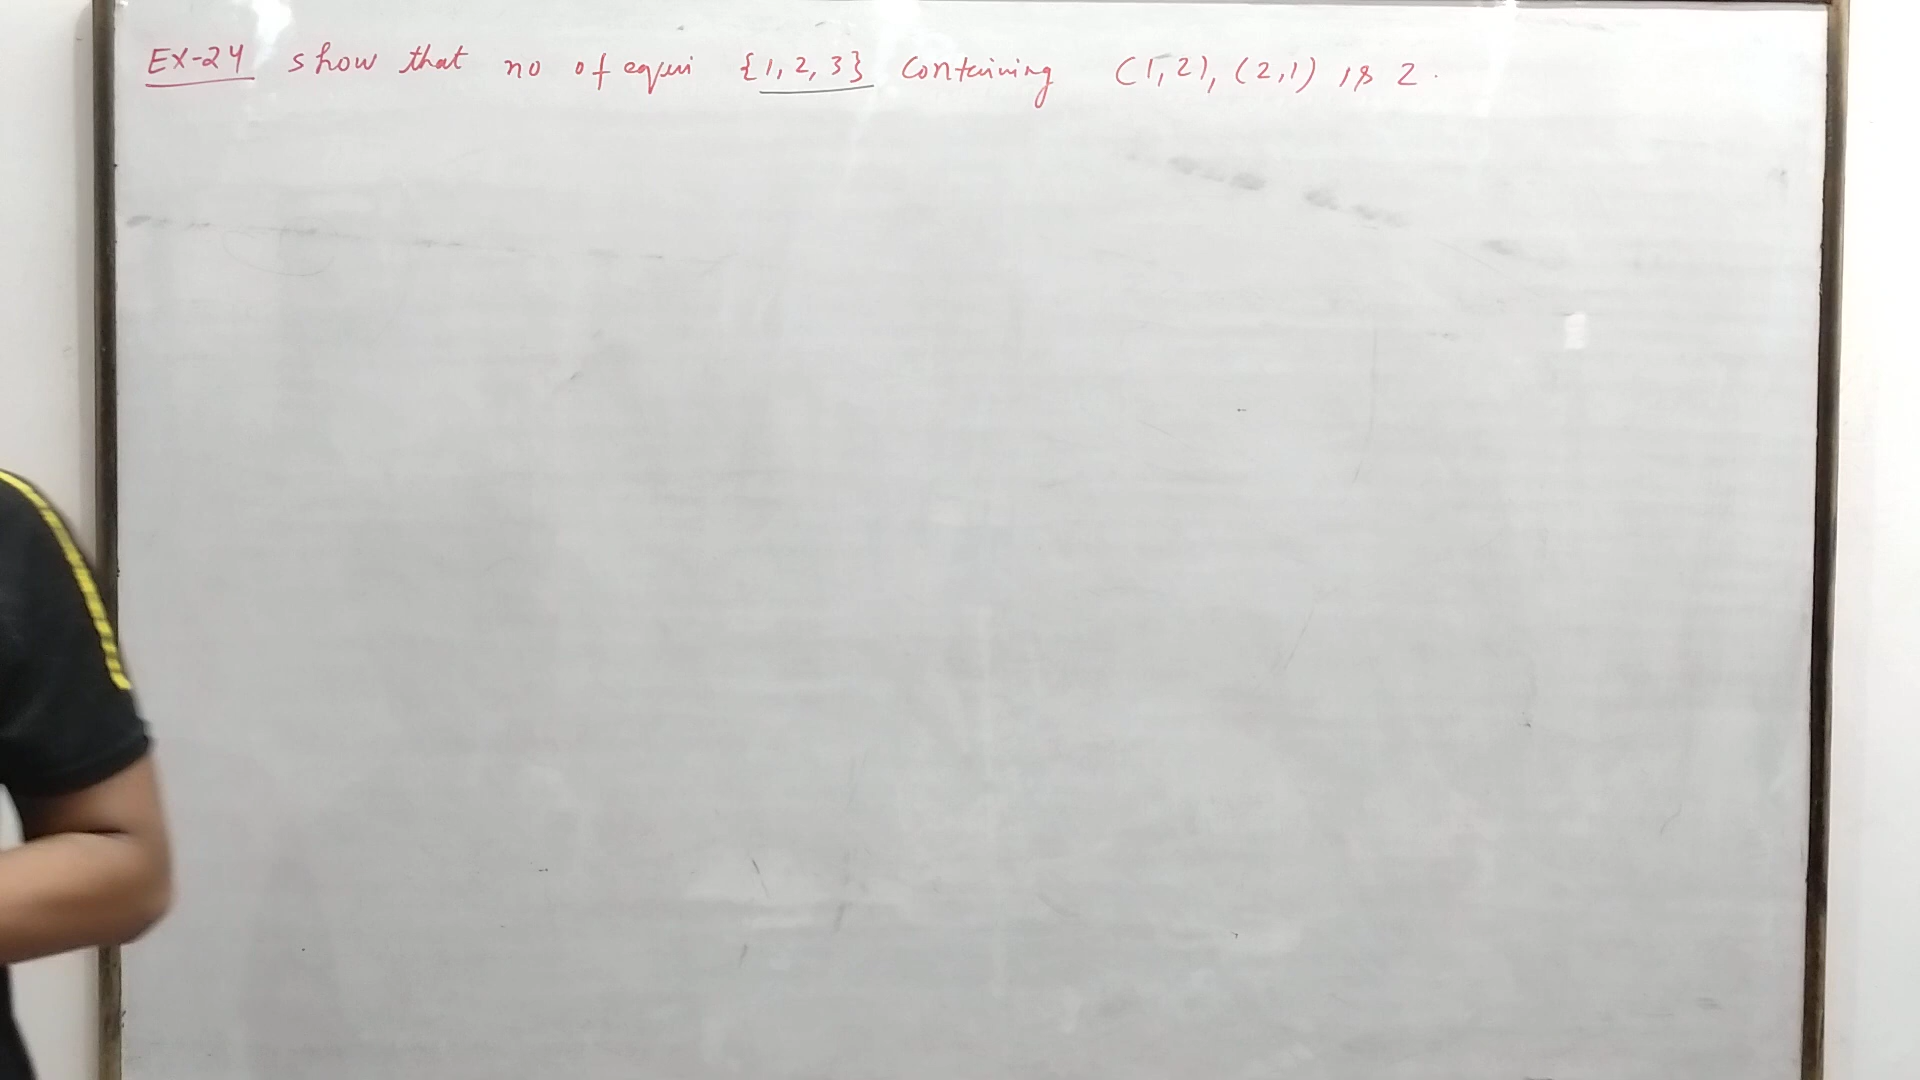 Ex-24 show that no of equi {1, 2, 3} Containing (1,2), (2,1) is 2.